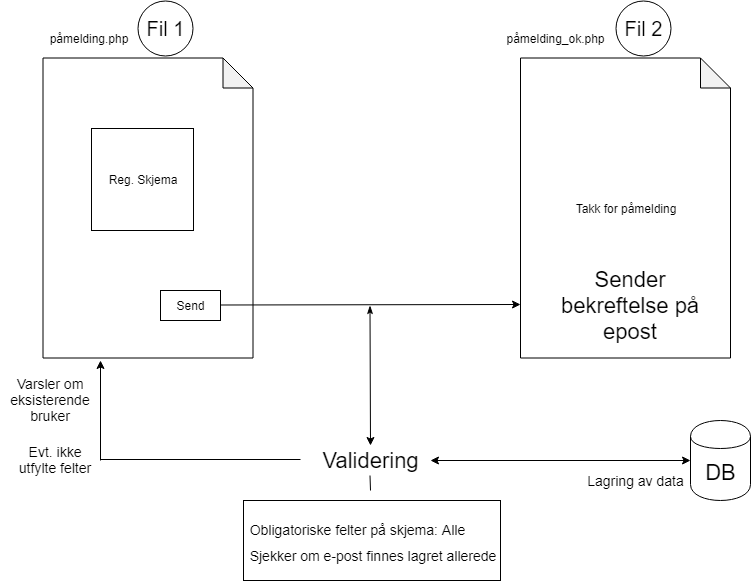 Fil 1
påmelding.php
Reg. Skjema
Send
Fil 2
påmelding_ok.php
Takk for påmelding
Sender
bekreftelse på
epost
Varsler om
eksisterende
bruker
Evt. ikke
utfylte felter
Validering
Lagring av data
DB
Obligatoriske felter på skjema: Alle
Sjekker om e-post finnes lagret allerede